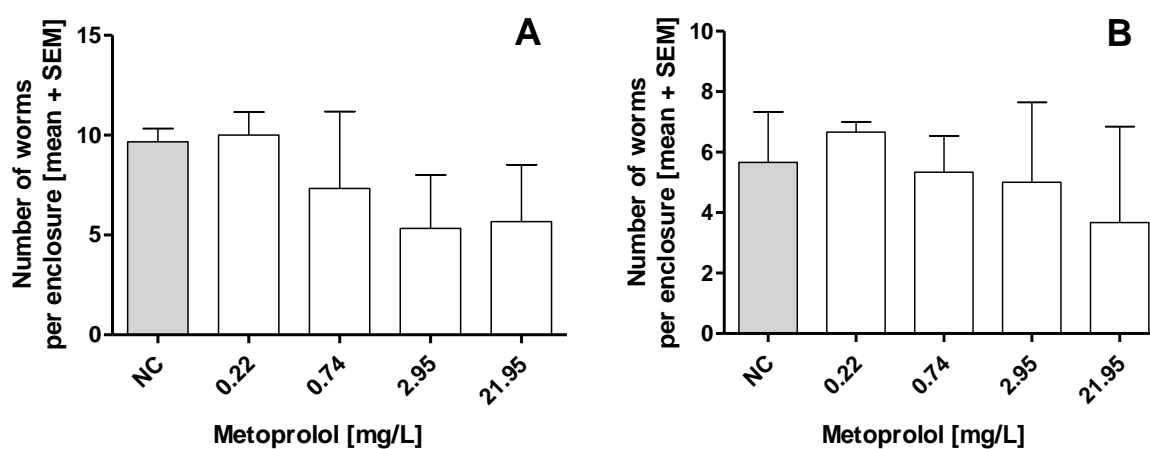 A
Number of worms
per enclosure [mean + SEM]
15
10
5
0
NC
0.22
0.74
2.95
21.95
Metoprolol [mg/L]
B
Number of worms
per enclosure [mean + SEM]
10
8
6
4
2
0
NC
0.22
0.74
2.95
21.95
Metoprolol [mg/L]